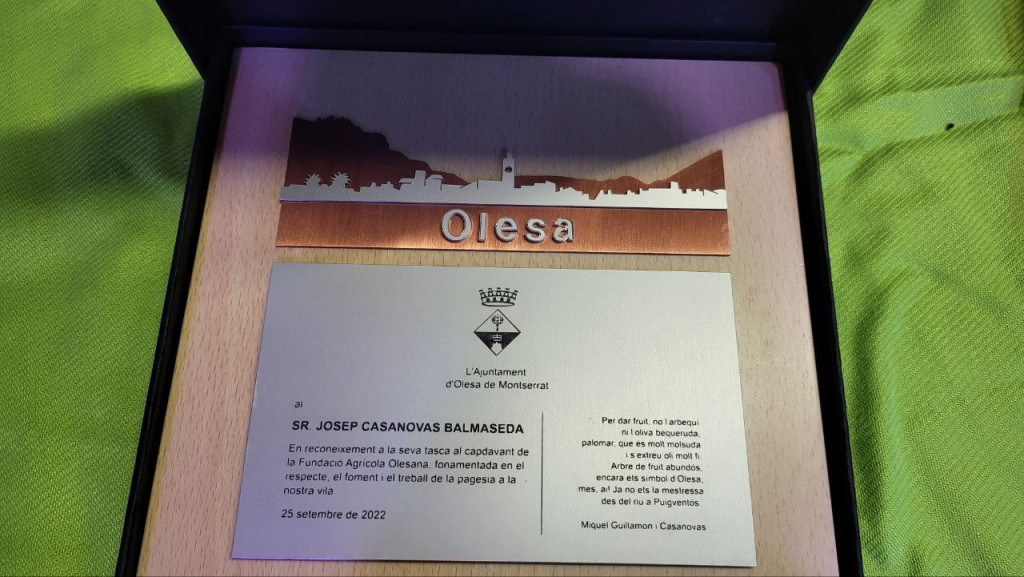 Olesa
L'Ajuntament
d'Olesa de Montserrat
al
SR. JOSEP CASANOVAS BALMASEDA
En reconeixement a la seva tasca al capdavant de
la Fundació Agrícola Olesana, fonamentada en el
respecte, el foment i el treball de la pagesia a la
nostra vila
25 setembre de 2022
Per dar fruit, no l'arbequí
ni l'oliva bequeruda,
palomar, que és molt molsuda
i s'extreu oli molt fi.
Arbre de fruit abundós,
encara ets símbol d'Olesa,
mes, ai! Ja no ets la mestressa
des del riu a Puigventós.
Miquel Guillamon i Casanovas